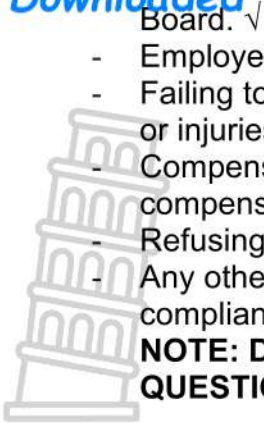 Downloaded
Board. √
- Employe
- Failing to
or injuries
- Compens
compens
- Refusing
- Any othe
complian
NOTE: D
QUESTIO